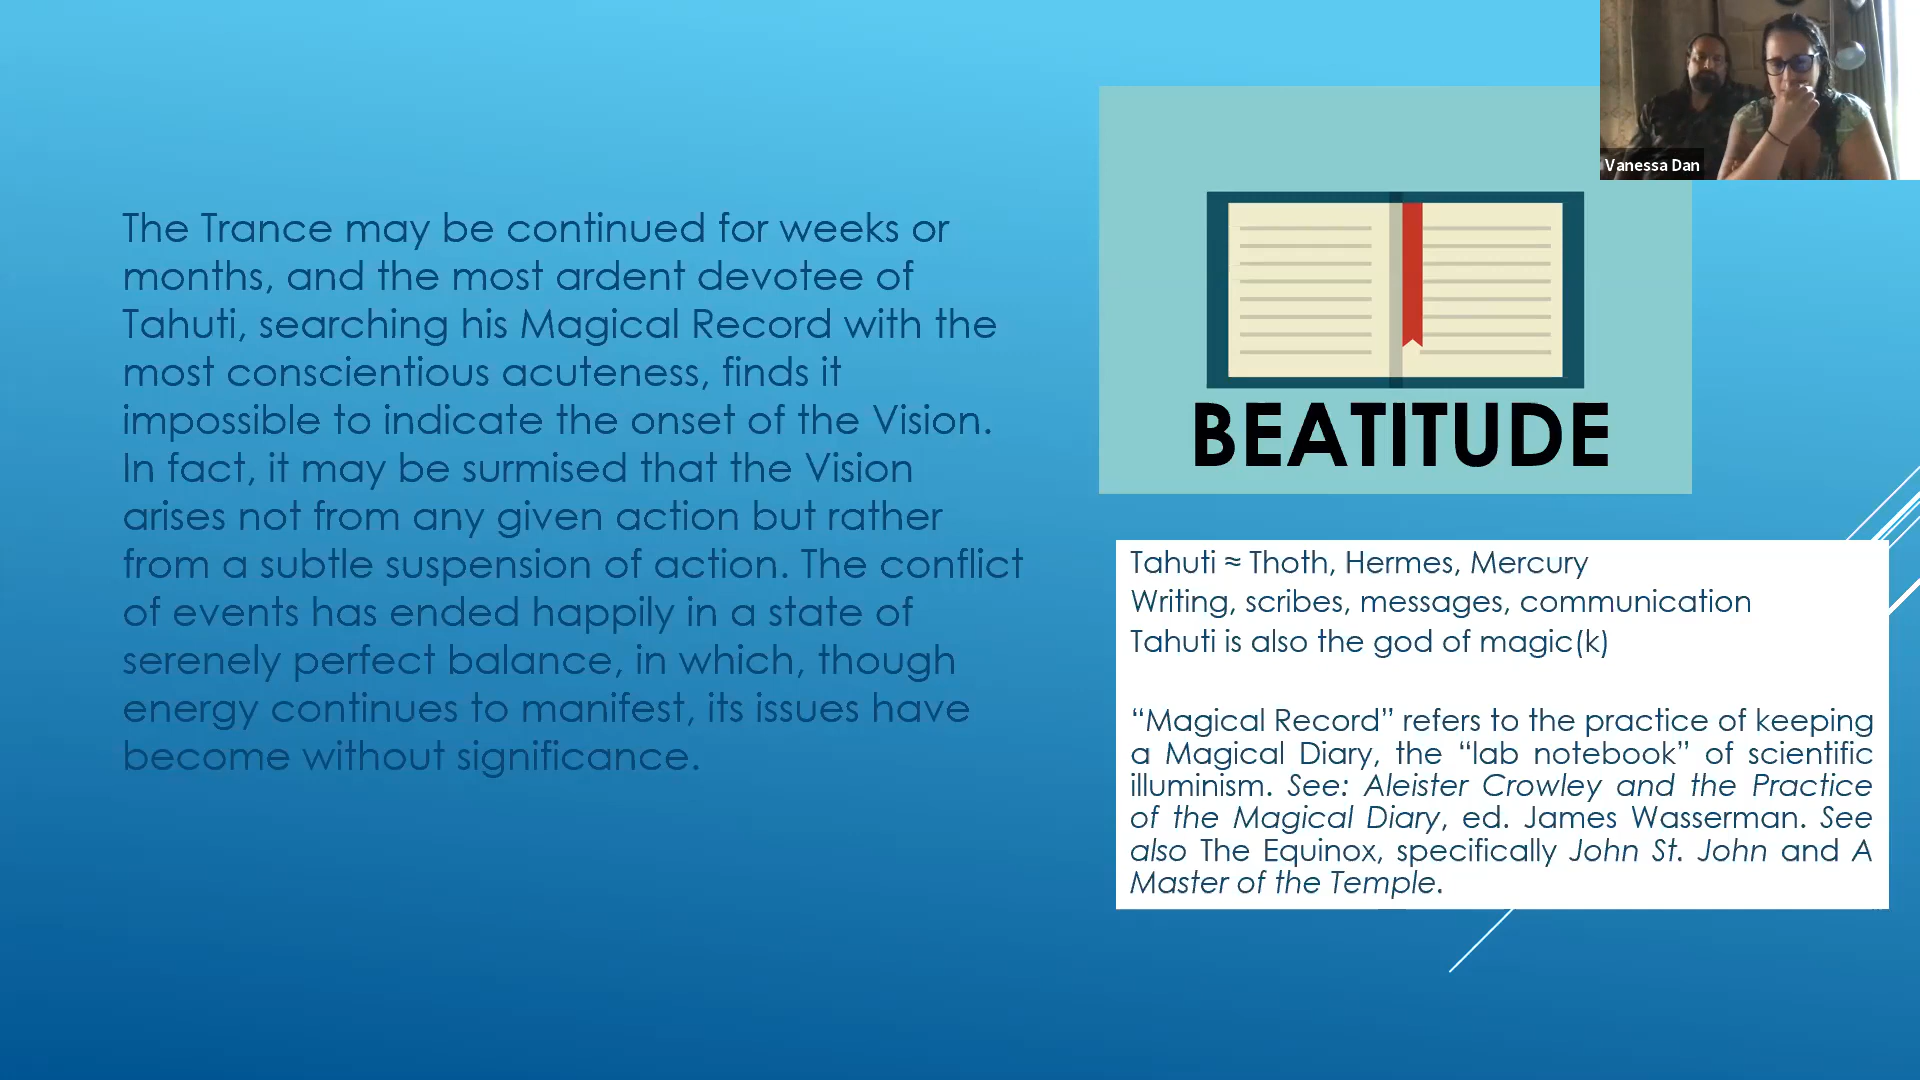 The Trance may be continued for weeks or
months, and the most ardent devotee of
Tahuti, searching his Magical Record with the
most conscientious acuteness, finds it
impossible to indicate the onset of the Vision.
In fact, it may be surmised that the Vision
arises not from any given action but rather
from a subtle suspension of action. The conflict
of events has ended happily in a state of
serenely perfect balance, in which, though
energy continues to manifest, its issues have
become without significance.
BEATITUDE
Vanessa Dan
Tahuti ≈ Thoth, Hermes, Mercury
Writing, scribes, messages, communication
Tahuti is also the god of magic(k)
“Magical Record” refers to the practice of keeping
a Magical Diary, the “lab notebook” of scientific
illuminism. See: Aleister Crowley and the Practice
of the Magical Diary, ed. James Wasserman. See
also The Equinox, specifically John St. John and A
Master of the Temple.